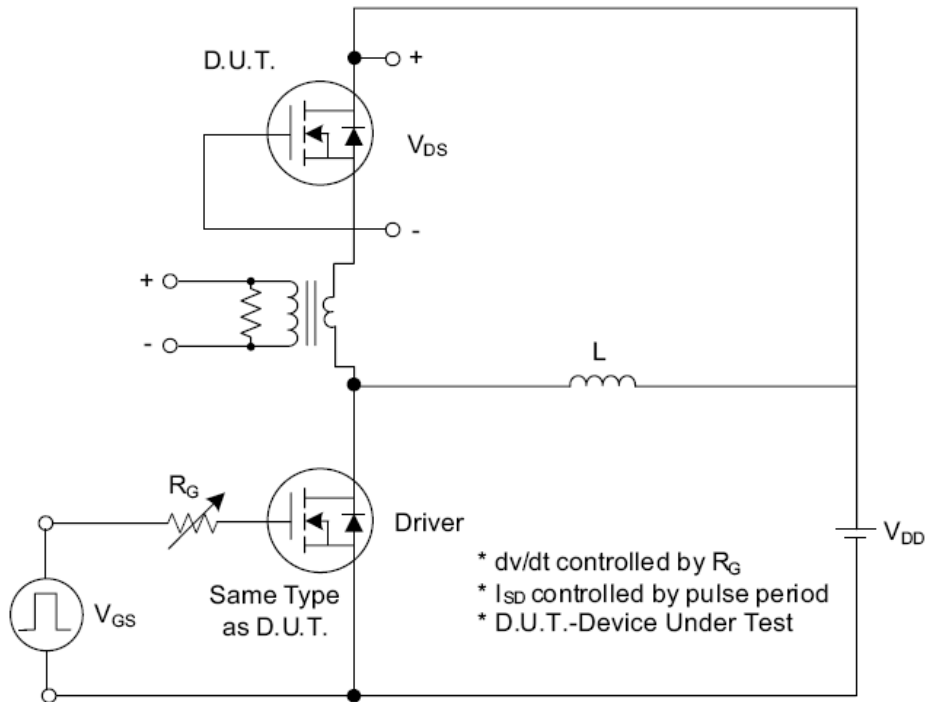 D.U.T.
+
V_DS
-
+
-
L
R_G
Driver
V_GS
Same Type
as D.U.T.
V_DD
* dv/dt controlled by R_G
* I_SD controlled by pulse period
* D.U.T.-Device Under Test